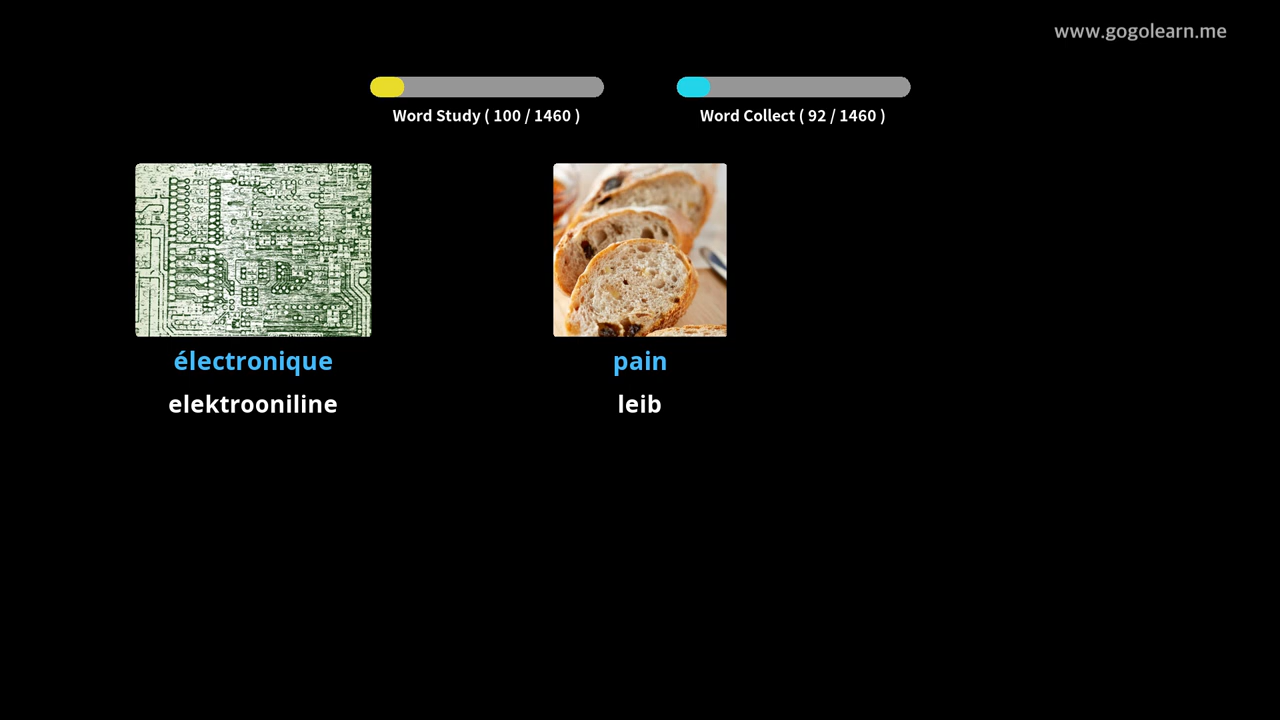 www.gogolearn.me
Word Study ( 100 / 1460 )
Word Collect ( 92 / 1460 )
électronique
elektrooniline
pain
leib